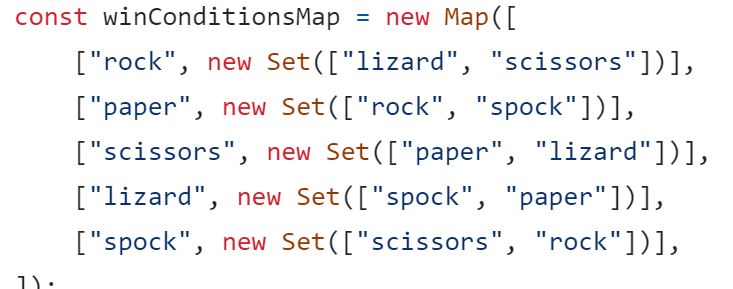 const winConditionsMap = new Map([
    ["rock", new Set(["lizard", "scissors"])],
    ["paper", new Set(["rock", "spock"])],
    ["scissors", new Set(["paper", "lizard"])],
    ["lizard", new Set(["spock", "paper"])],
    ["spock", new Set(["scissors", "rock"])],
]);